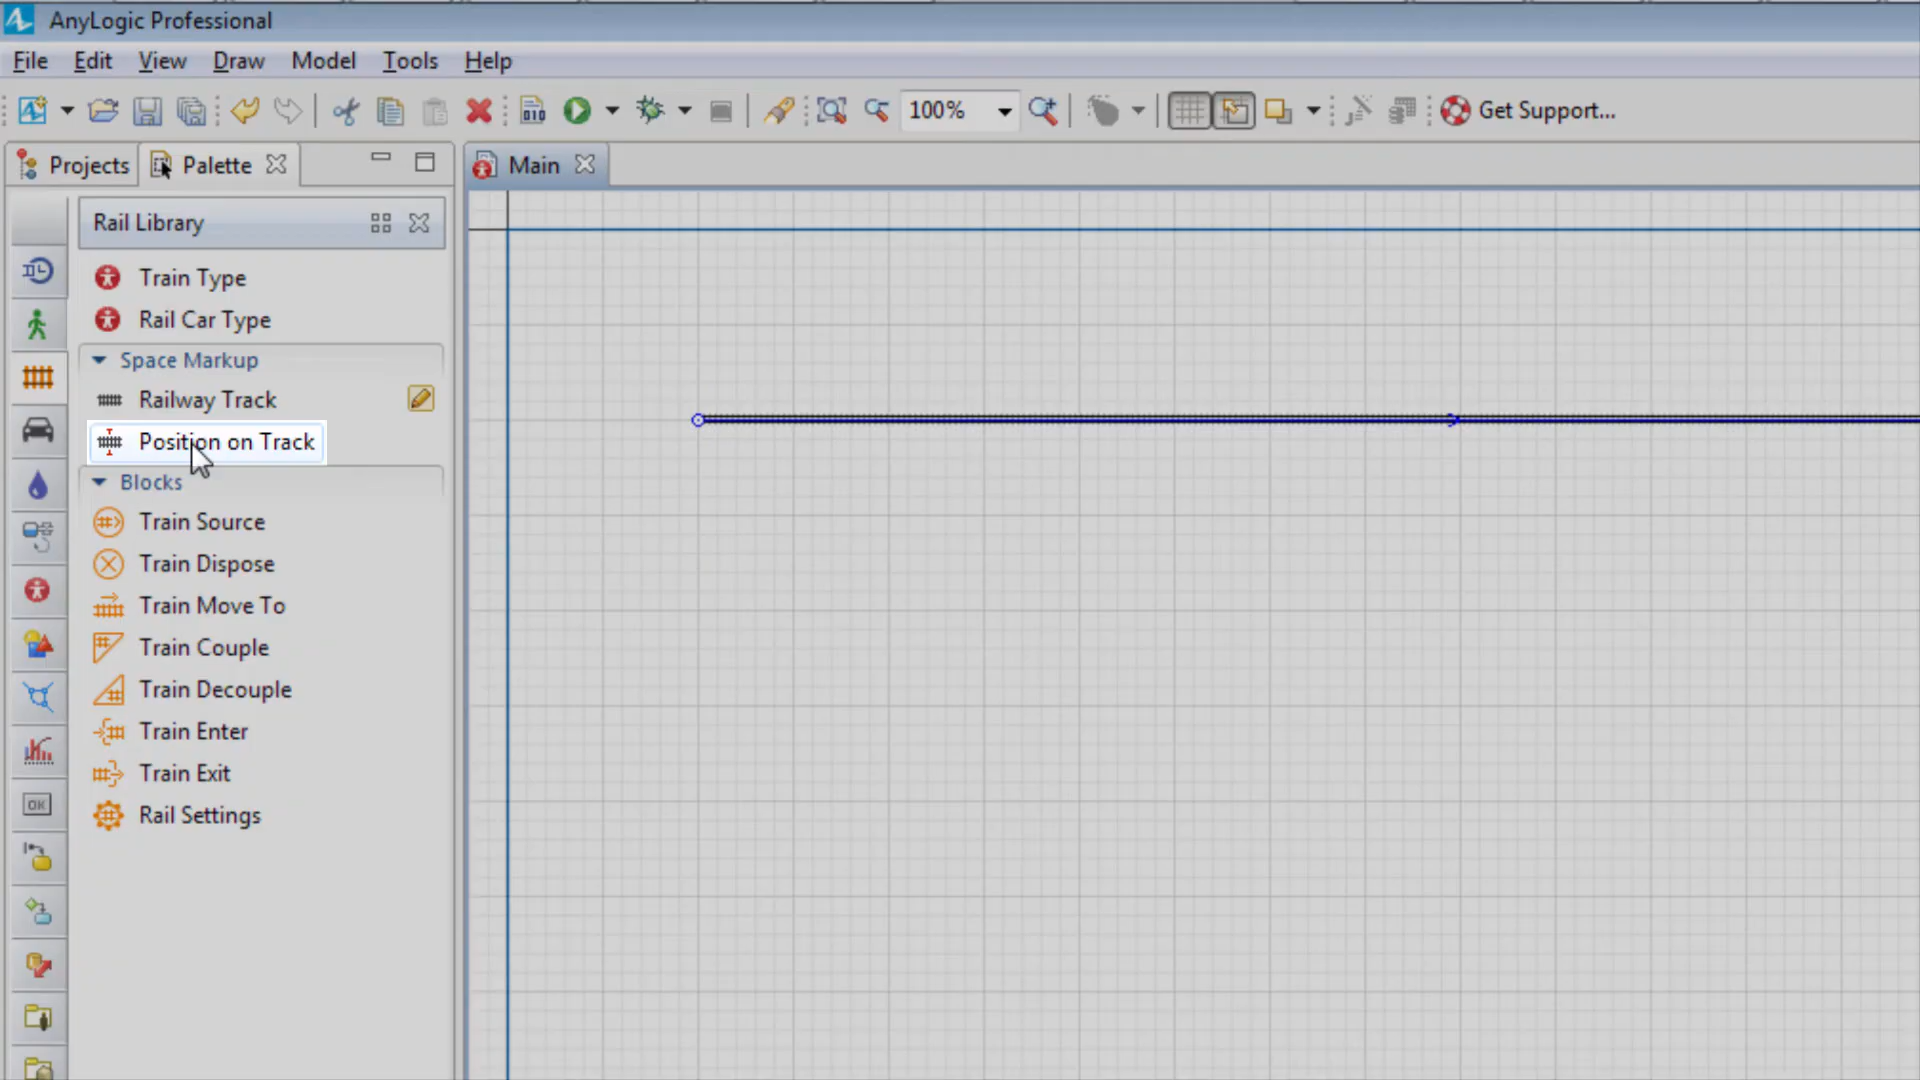 AnyLogic Professional
File Edit View Draw Model Tools Help
010 100% Get Support...
Projects Palette Main
Rail Library
Train Type
Rail Car Type
Space Markup
Railway Track
Position on Track
Blocks
Train Source
Train Dispose
Train Move To
Train Couple
Train Decouple
Train Enter
Train Exit
OK
Rail Settings